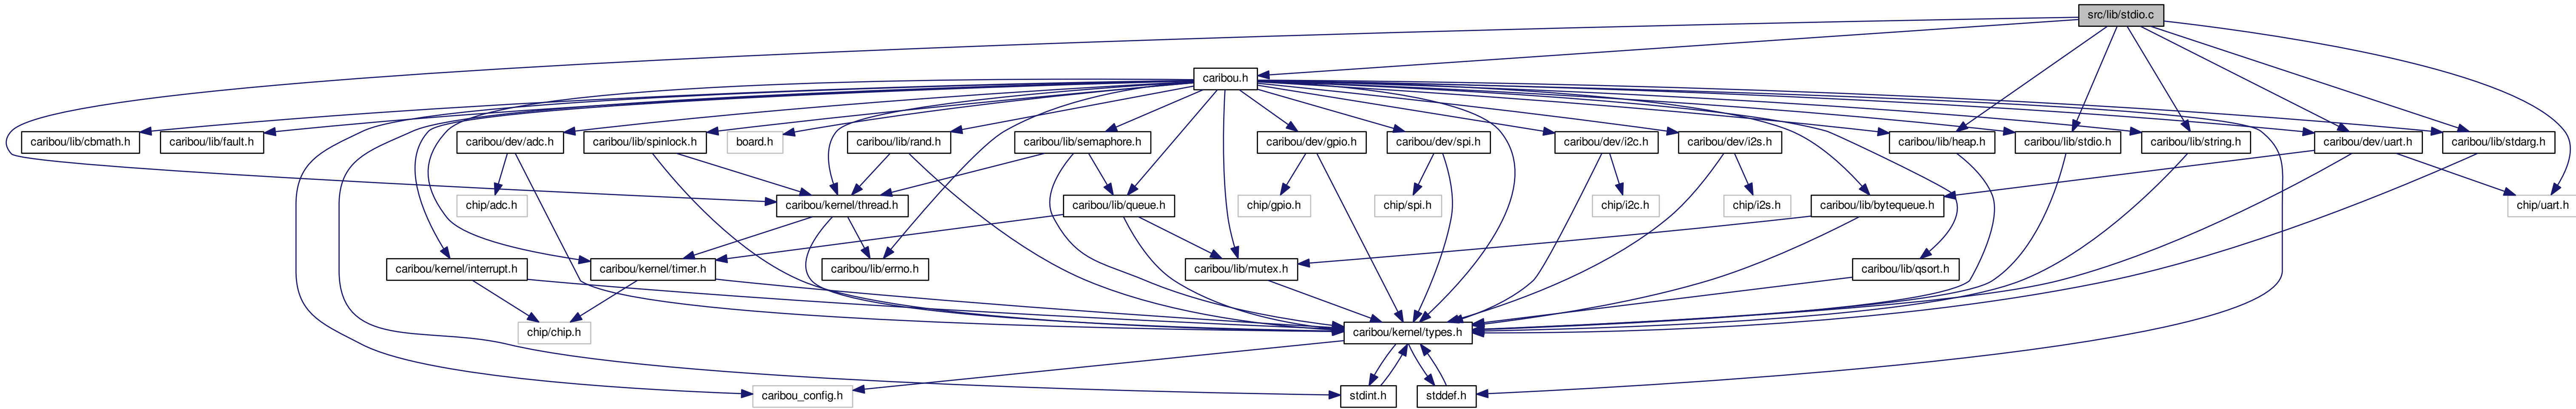 src/lib/stdio.c
caribou.h
caribou/lib/cbmath.h
caribou/lib/fault.h
caribou/dev/adc.h
caribou/lib/spinlock.h
board.h
caribou/lib/rand.h
caribou/lib/semaphore.h
caribou/dev/gpio.h
caribou/dev/spi.h
caribou/dev/i2c.h
caribou/dev/i2s.h
caribou/lib/heap.h
caribou/lib/stdio.h
caribou/lib/string.h
caribou/dev/uart.h
caribou/lib/stdarg.h
chip/adc.h
caribou/kernel/thread.h
caribou/lib/queue.h
chip/gpio.h
chip/spi.h
chip/i2c.h
chip/i2s.h
caribou/lib/bytequeue.h
chip/uart.h
caribou/kernel/interrupt.h
caribou/kernel/timer.h
caribou/lib/errno.h
caribou/lib/mutex.h
caribou/lib/qsort.h
chip/chip.h
caribou/kernel/types.h
caribou_config.h
stdint.h
stddef.h